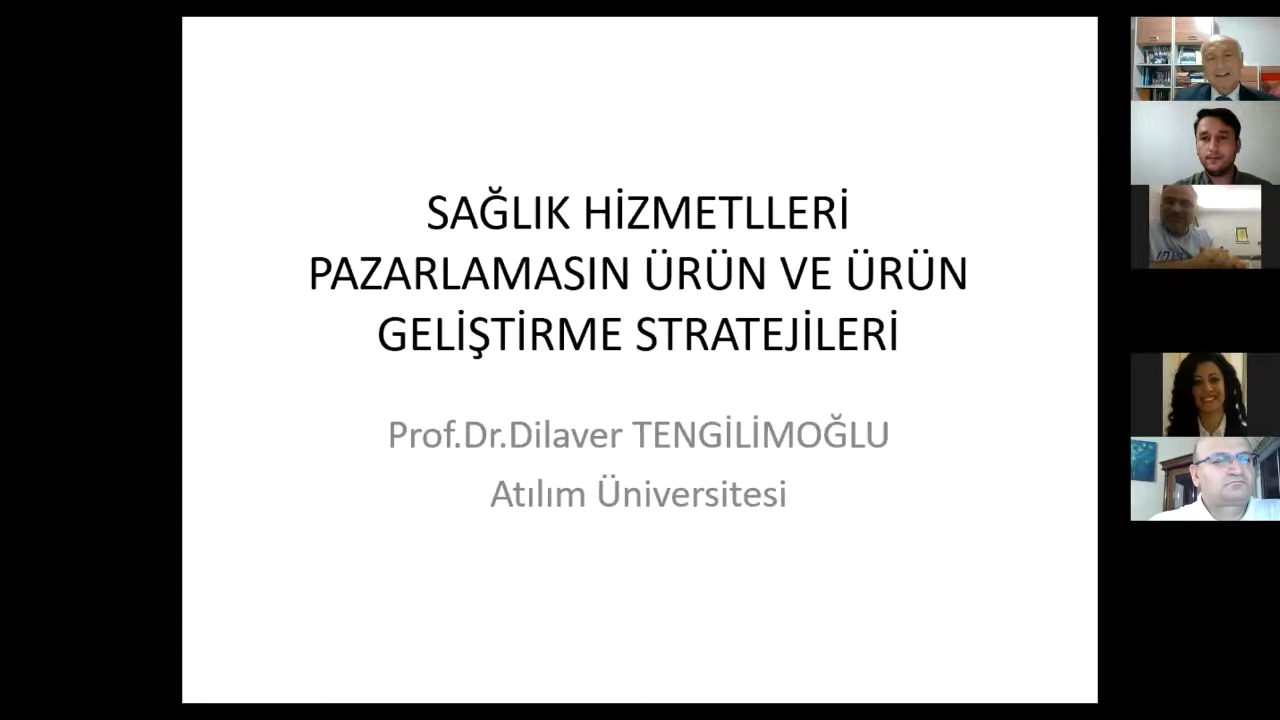 SAĞLIK HİZMETLLERİ
PAZARLAMASIN ÜRÜN VE ÜRÜN
GELİŞTİRME STRATEJİLERİ
Prof.Dr.Dilaver TENGİLİMOĞLU
Atılım Üniversitesi